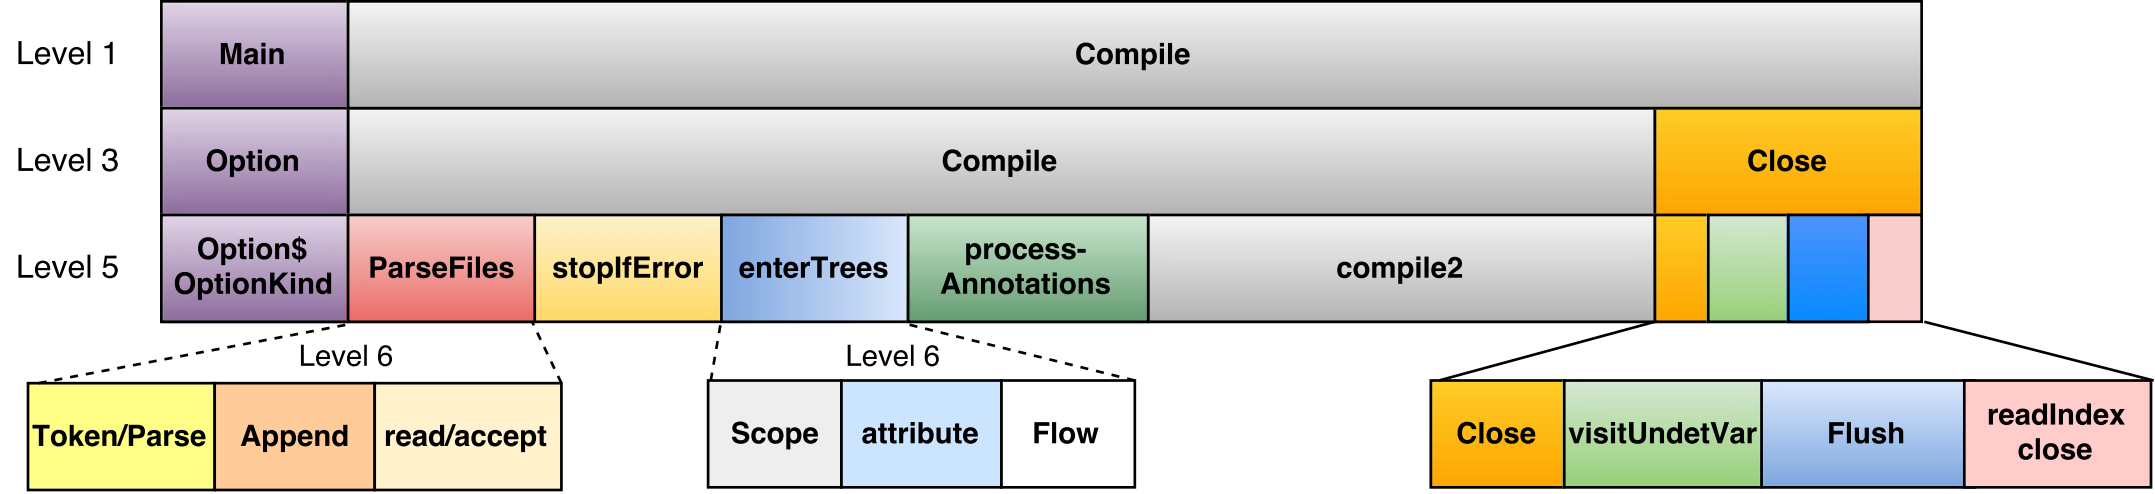 Level 1
Main
Compile
Level 3
Option
Compile
Close
Level 5
Option$
OptionKind
ParseFiles
stopIfError
enterTrees
process-
Annotations
compile2
Level 6
Level 6
Token/Parse
Append
read/accept
Scope
attribute
Flow
Close
visitUndetVar
Flush
readIndex
close